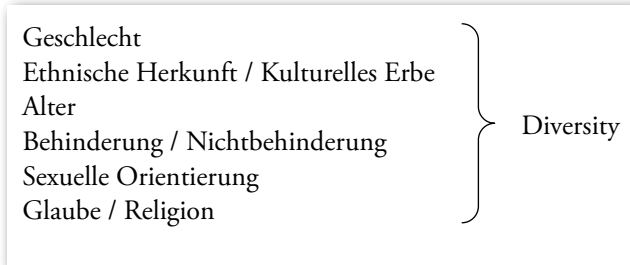 Geschlecht
Ethnische Herkunft / Kulturelles Erbe
Alter
Behinderung / Nichtbehinderung
Sexuelle Orientierung
Glaube / Religion
Diversity